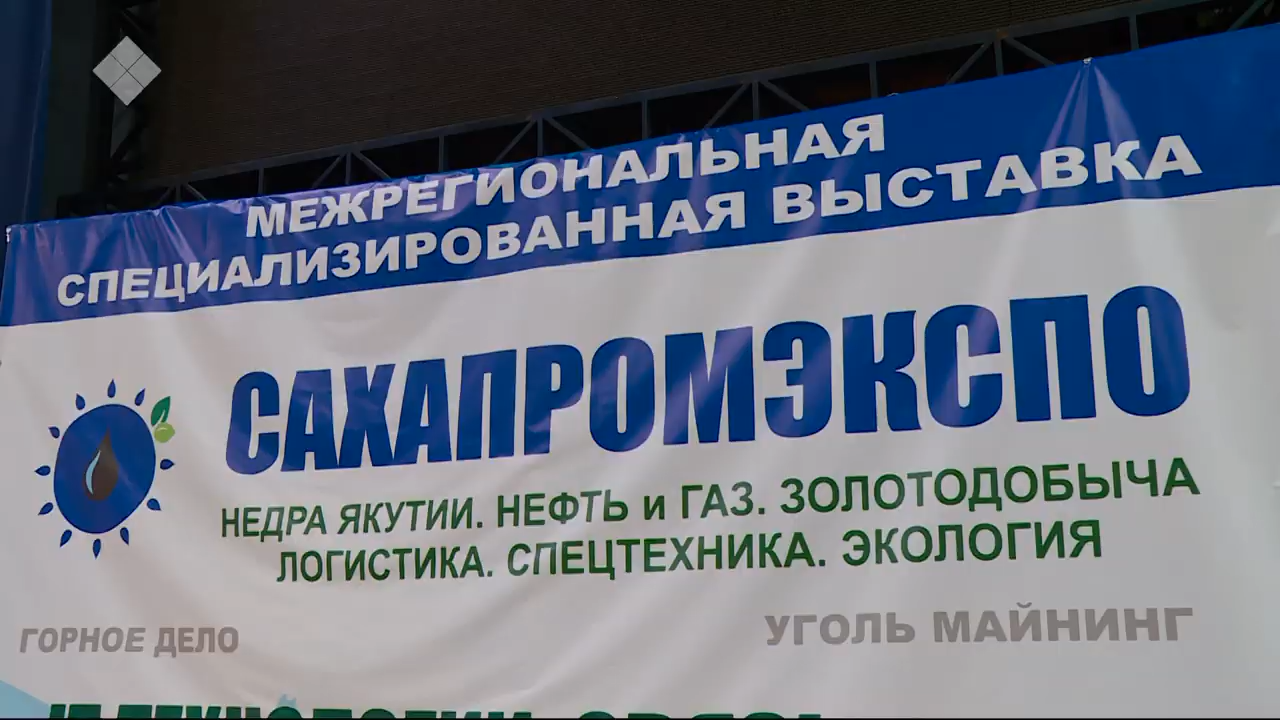 МЕЖРЕГИОНАЛЬНАЯ
СПЕЦИАЛИЗИРОВАННАЯ ВЫСТАВКА
САХАПРОМЭКСПО
НЕДРА ЯКУТИИ. НЕФТЬ и ГАЗ. ЗОЛОТОДОБЫЧА
ЛОГИСТИКА. СПЕЦТЕХНИКА. ЭКОЛОГИЯ
ГОРНОЕ ДЕЛО
УГОЛЬ МАЙНИНГ